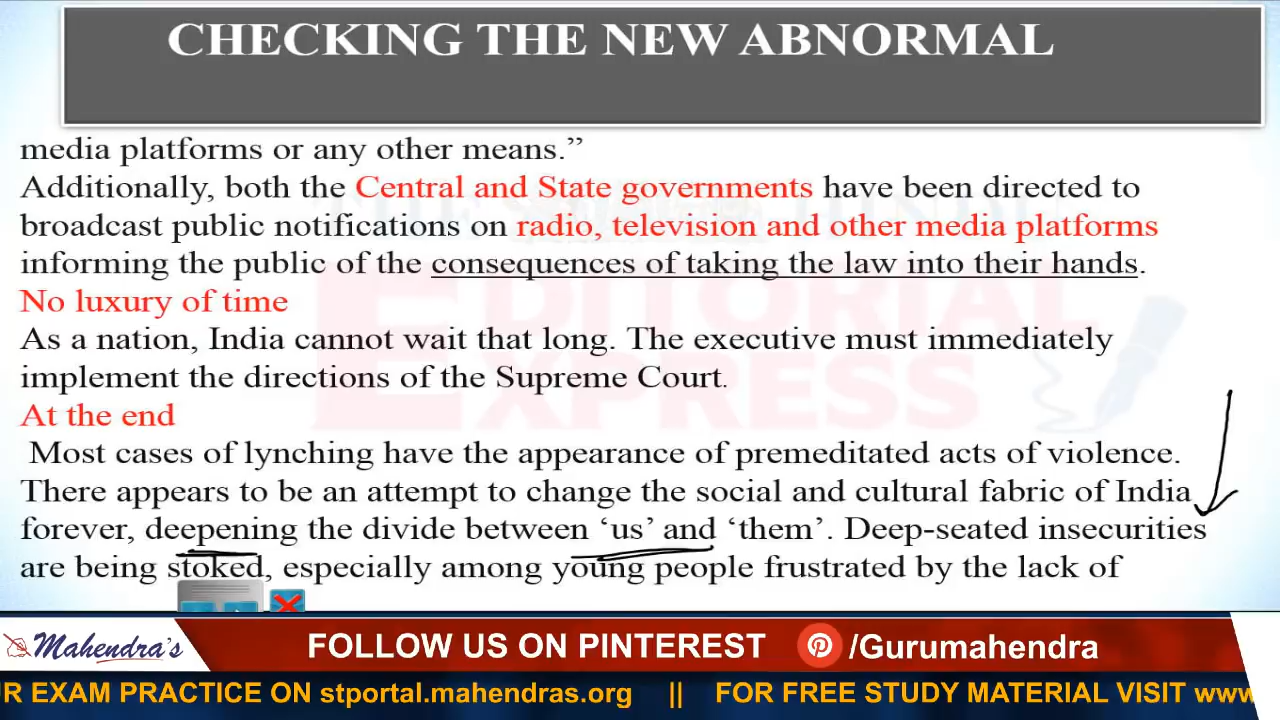 CHECKING THE NEW ABNORMAL
media platforms or any other means.”
Additionally, both the Central and State governments have been directed to
broadcast public notifications on radio, television and other media platforms
informing the public of the consequences of taking the law into their hands.
No luxury of time
As a nation, India cannot wait that long. The executive must immediately
implement the directions of the Supreme Court.
At the end
Most cases of lynching have the appearance of premeditated acts of violence.
There appears to be an attempt to change the social and cultural fabric of India
forever, deepening the divide between ‘us’ and ‘them’. Deep-seated insecurities
are being stoked, especially among young people frustrated by the lack of
EDITORIAL
EXPRESS
Mahendra's
FOLLOW US ON PINTEREST /Gurumahendra
UR EXAM PRACTICE ON stportal.mahendras.org || FOR FREE STUDY MATERIAL VISIT www.